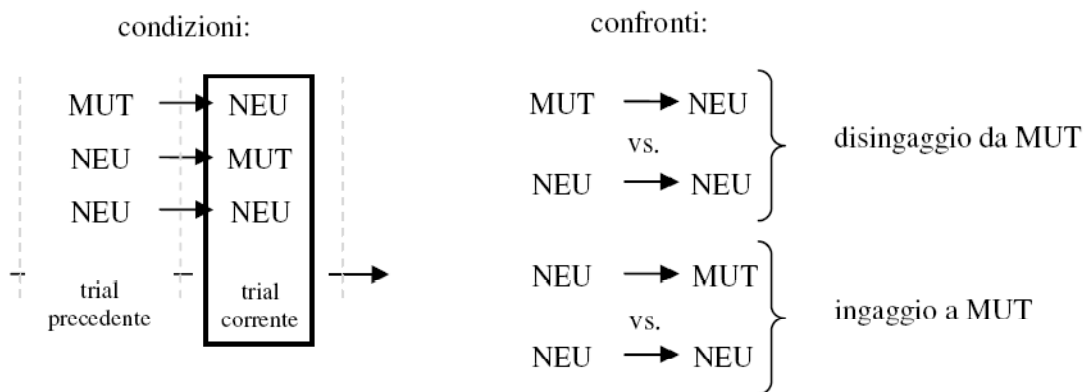 condizioni:
MUT NEU
NEU MUT
NEU NEU
trial precedente
trial corrente
confronti:
MUT NEU
vs.
NEU NEU
disingaggio da MUT
NEU MUT
vs.
NEU NEU
ingaggio a MUT